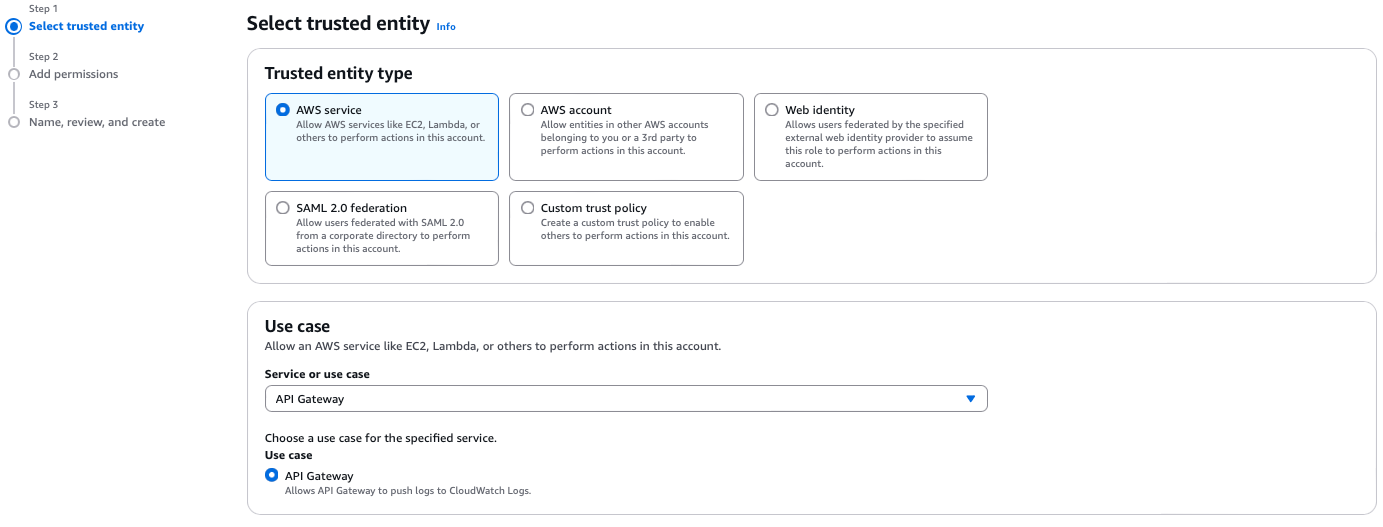 Step 1
Select trusted entity
Step 2
Add permissions
Step 3
Name, review, and create
Select trusted entity Info
Trusted entity type
AWS service
Allow AWS services like EC2, Lambda, or
others to perform actions in this account.
AWS account
Allow entities in other AWS accounts
belonging to you or a 3rd party to
perform actions in this account.
Web identity
Allows users federated by the specified
external web identity provider to assume
this role to perform actions in this
account.
SAML 2.0 federation
Allow users federated with SAML 2.0
from a corporate directory to perform
actions in this account.
Custom trust policy
Create a custom trust policy to enable
others to perform actions in this account.
Use case
Allow an AWS service like EC2, Lambda, or others to perform actions in this account.
Service or use case
API Gateway
Choose a use case for the specified service.
Use case
API Gateway
Allows API Gateway to push logs to CloudWatch Logs.